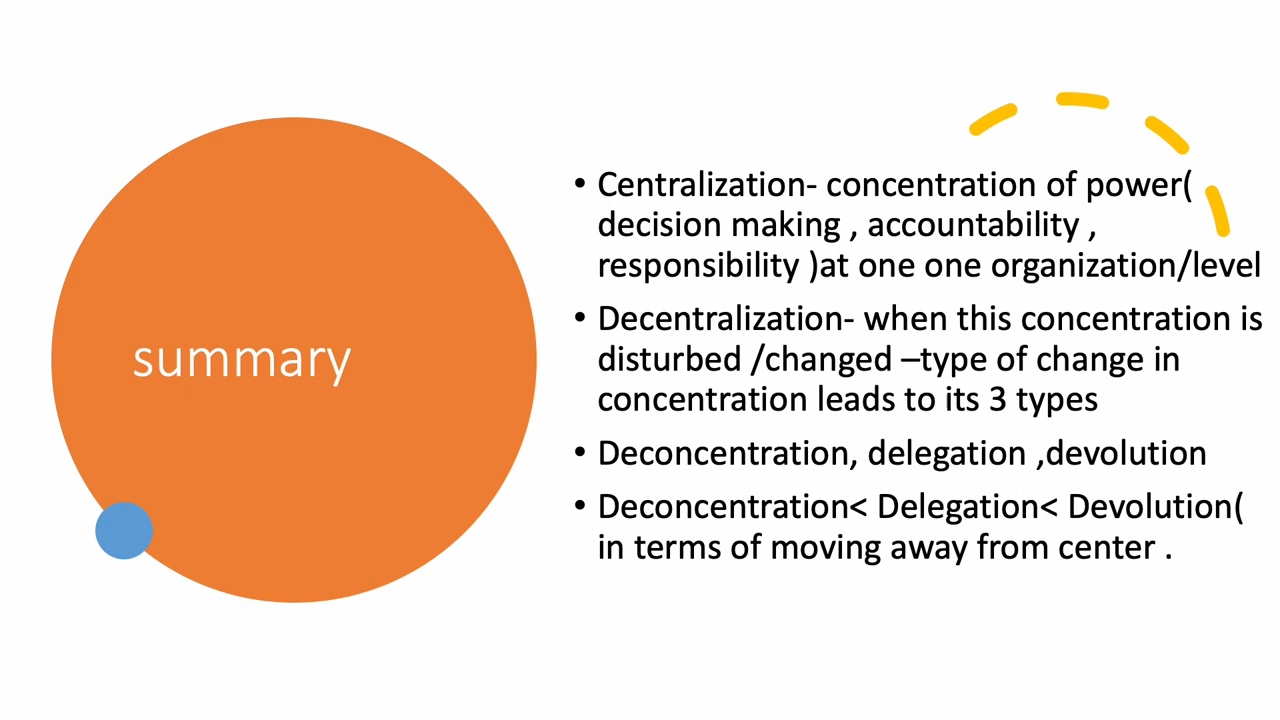 summary
• Centralization- concentration of power(
decision making , accountability ,
responsibility )at one one organization/level
• Decentralization- when this concentration is
disturbed /changed –type of change in
concentration leads to its 3 types
• Deconcentration, delegation ,devolution
• Deconcentration< Delegation< Devolution(
in terms of moving away from center .